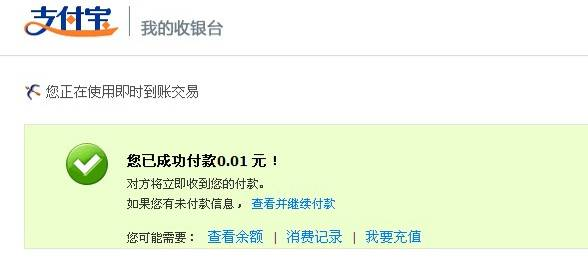 支付宝 | 我的收银台
您正在使用即时到账交易
您已成功付款0.01 元！
对方将立即收到您的付款。
如果您有未付款信息， 查看并继续付款
您可能需要： 查看余额 | 消费记录 | 我要充值